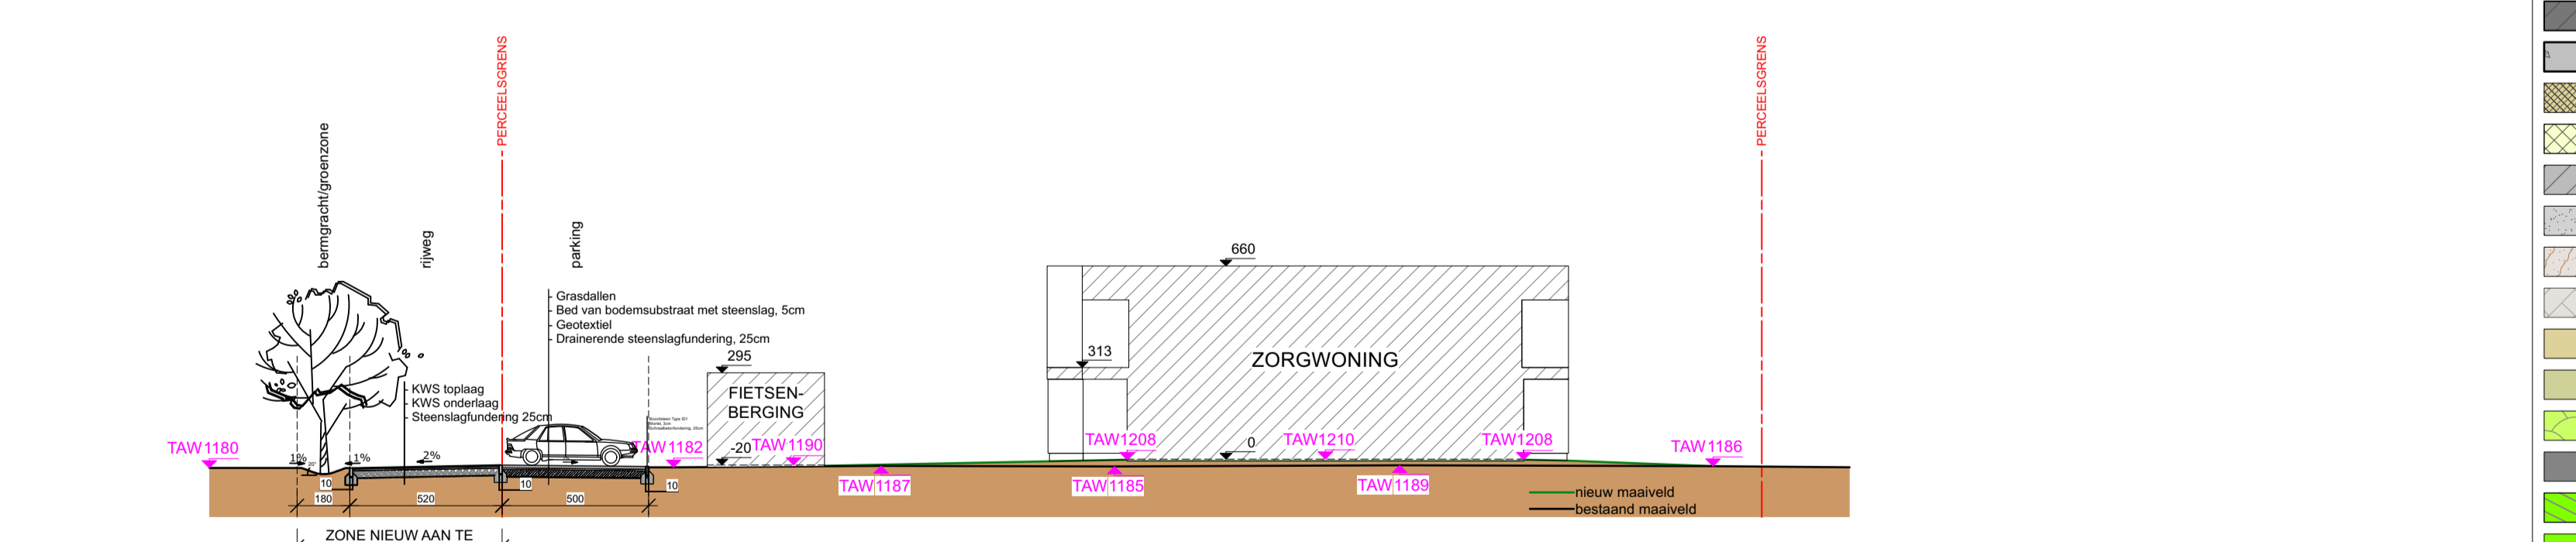 PERCEELSGRENS
PERCEELSGRENS
bermgracht/groenzone
rijweg
parking
660
Grasdallen
Bed van bodemsubstraat met steenslag, 5cm
Geotextiel
Drainerende steenslagfundering, 25cm
295
313
ZORGWONING
KWS toplaag
KWS onderlaag
Steenslagfundering 25cm
FIETSEN-
BERGING
TAW1180
1%
1%
2%
TAW1182
-20
TAW1190
TAW1208
0
TAW1210
TAW1208
TAW1186
10
10
10
TAW1187
TAW1185
TAW1189
180
520
500
nieuw maaiveld
bestaand maaiveld
ZONE NIEUW AAN TE